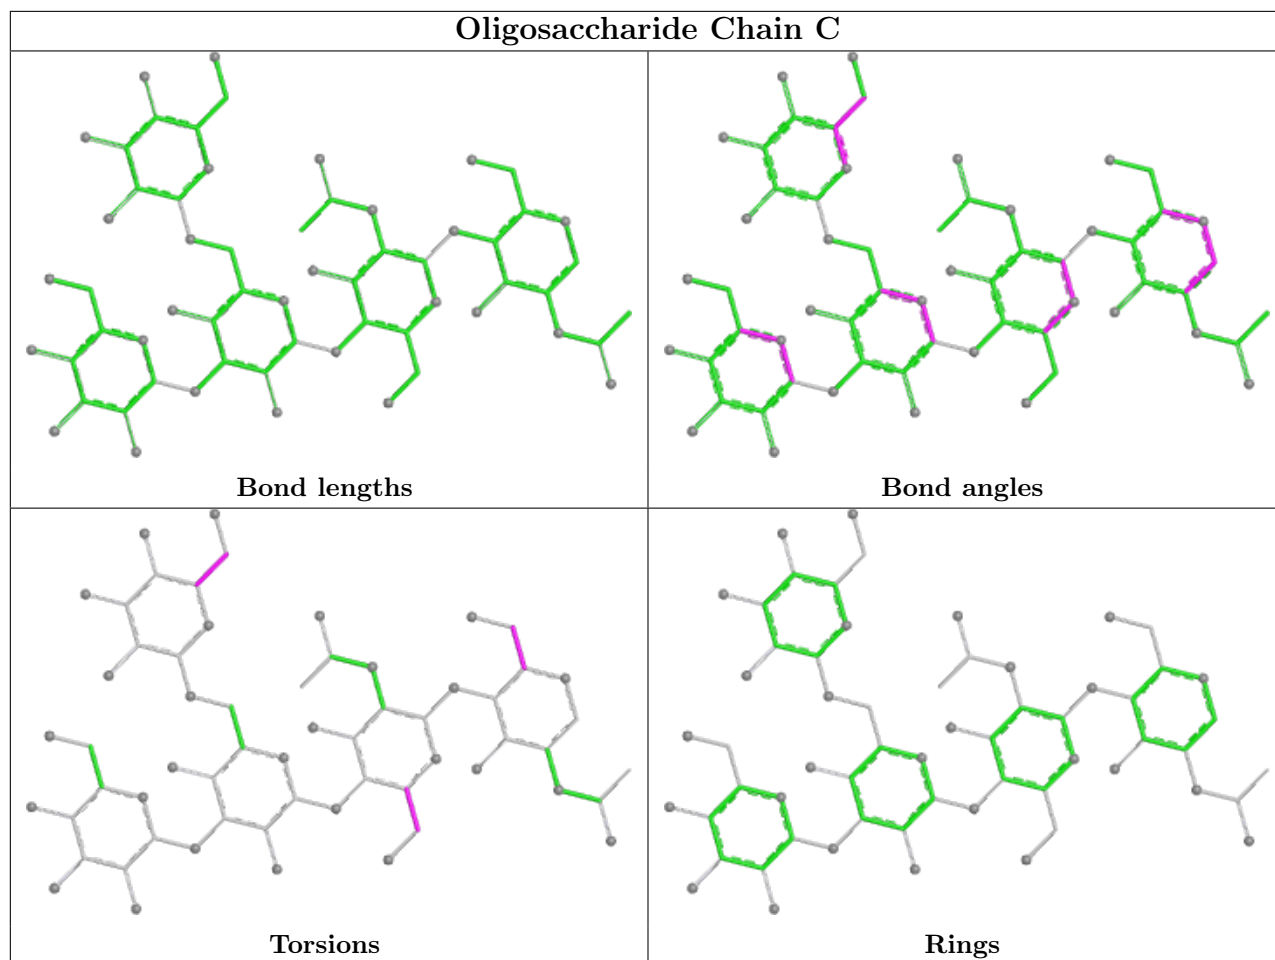 Oligosaccharide Chain C
Bond lengths
Bond angles
Torsions
Rings